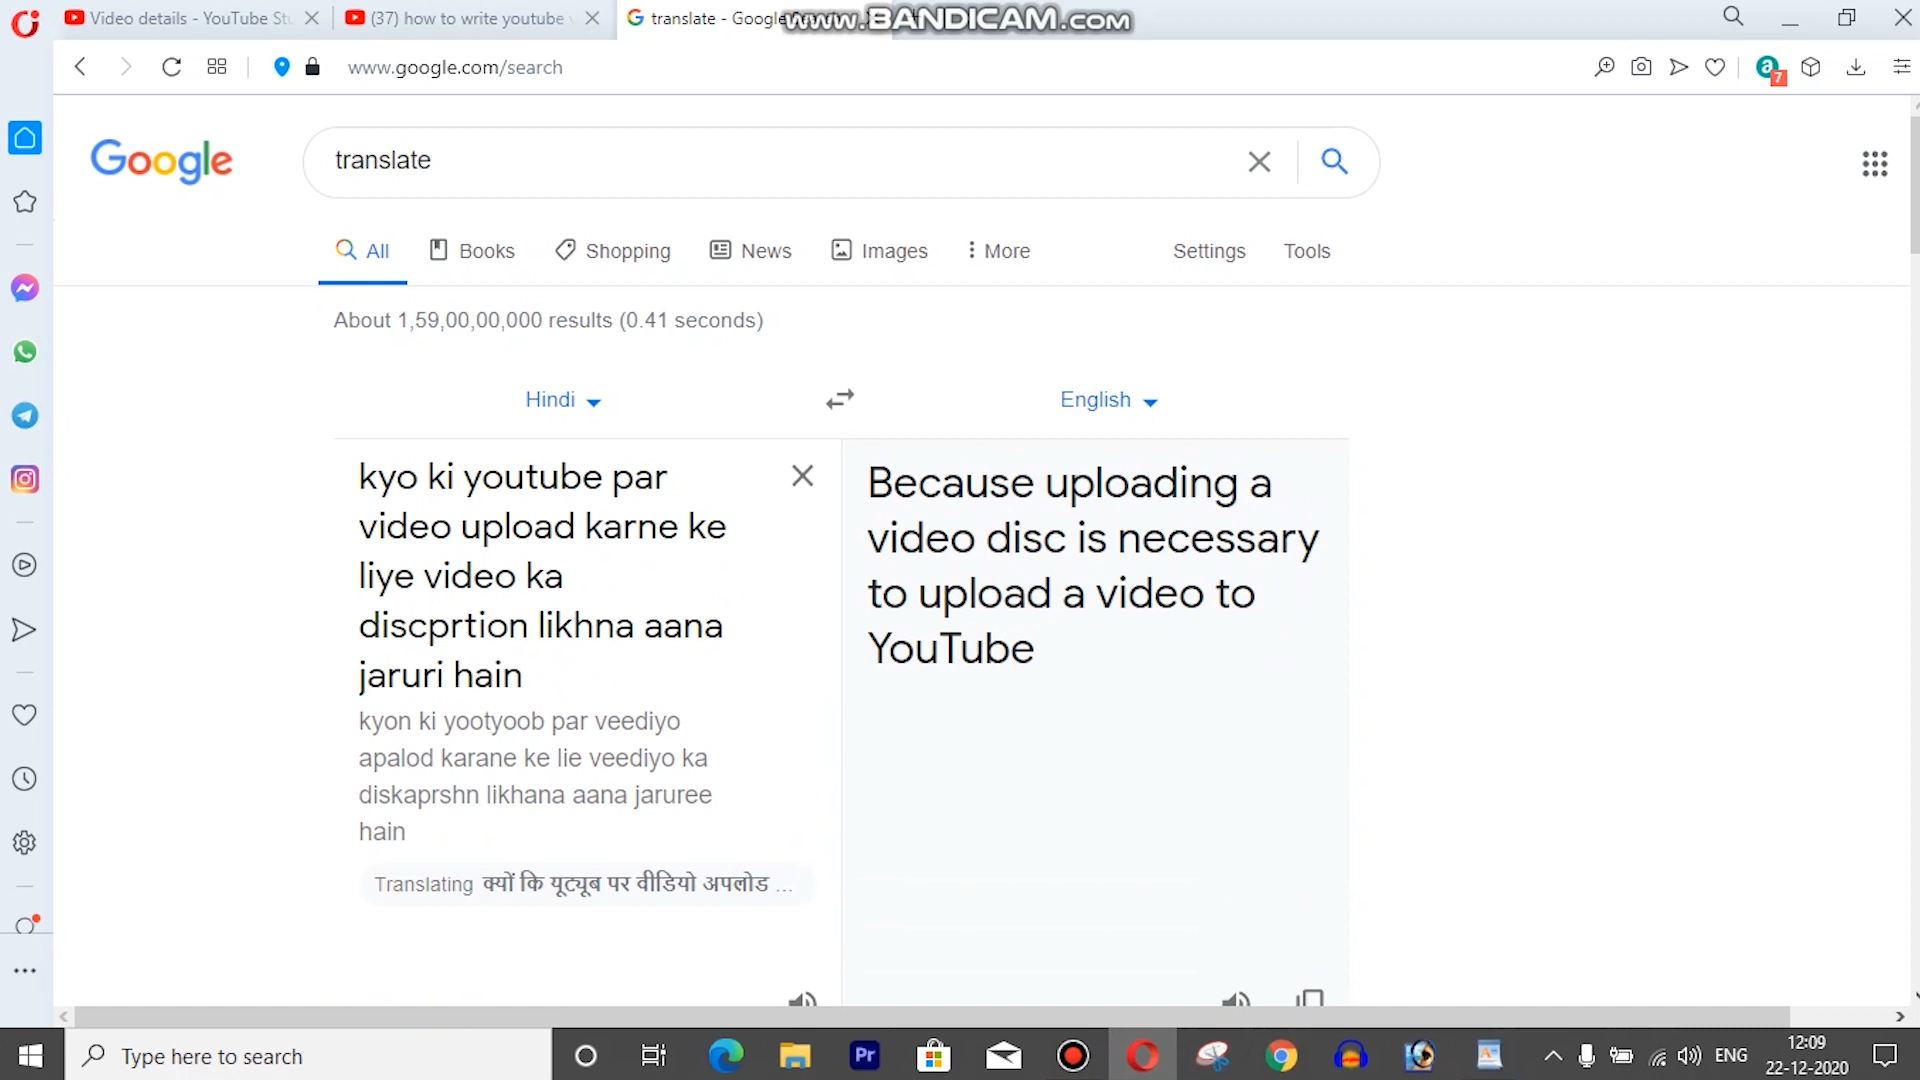 Video details - YouTube Stu
(37) how to write youtube v
translate - Google Search
www.BANDICAM.com
www.google.com/search
a
7
Google
translate
All
Books
Shopping
News
Images
More
Settings
Tools
About 1,59,00,00,000 results (0.41 seconds)
Hindi
English
kyo ki youtube par
video upload karne ke
liye video ka
discprtion likhna aana
jaruri hain
kyon ki yootyoob par veediyo
apalod karane ke lie veediyo ka
diskaprshn likhana aana jaruree
hain
Translating क्यों कि यूट्यूब पर वीडियो अपलोड ...
Because uploading a
video disc is necessary
to upload a video to
YouTube
Type here to search
Pr
ENG
12:09
22-12-2020